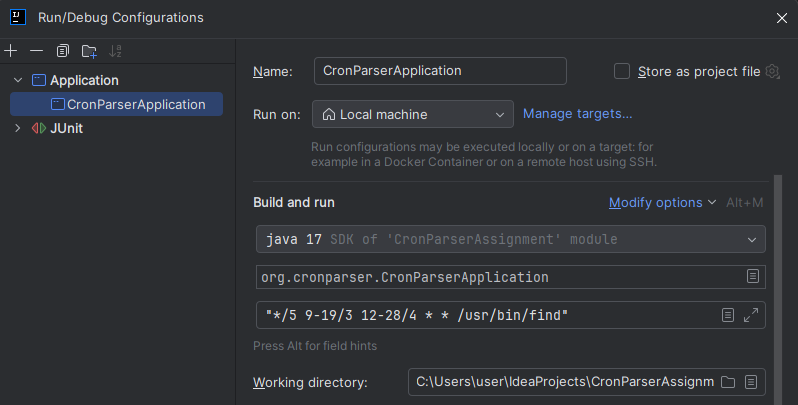 Run/Debug Configurations
Application
CronParserApplication
JUnit
Name: CronParserApplication Store as project file
Run on: Local machine Manage targets...
Run configurations may be executed locally or on a target: for
example in a Docker Container or on a remote host using SSH.
Build and run Modify options Alt+M
java 17 SDK of 'CronParserAssignment' module
org.cronparser.CronParserApplication
"*/5 9-19/3 12-28/4 * * /usr/bin/find"
Press Alt for field hints
Working directory: C:\Users\user\IdeaProjects\CronParserAssignm